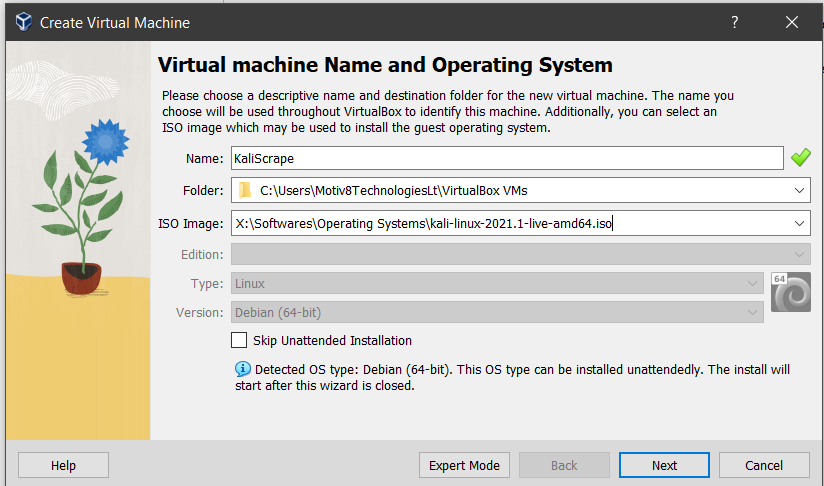 Create Virtual Machine
?
Virtual machine Name and Operating System
Please choose a descriptive name and destination folder for the new virtual machine. The name you
choose will be used throughout VirtualBox to identify this machine. Additionally, you can select an
ISO image which may be used to install the guest operating system.
Name: KaliScrape
Folder: C:\Users\Motiv8TechnologiesLt\VirtualBox VMs
ISO Image: X:\Softwares\Operating Systems\kali-linux-2021.1-live-amd64.iso
Edition:
Type: Linux
64
Version: Debian (64-bit)
Skip Unattended Installation
Detected OS type: Debian (64-bit). This OS type can be installed unattendedly. The install will
start after this wizard is closed.
Help Expert Mode Back Next Cancel